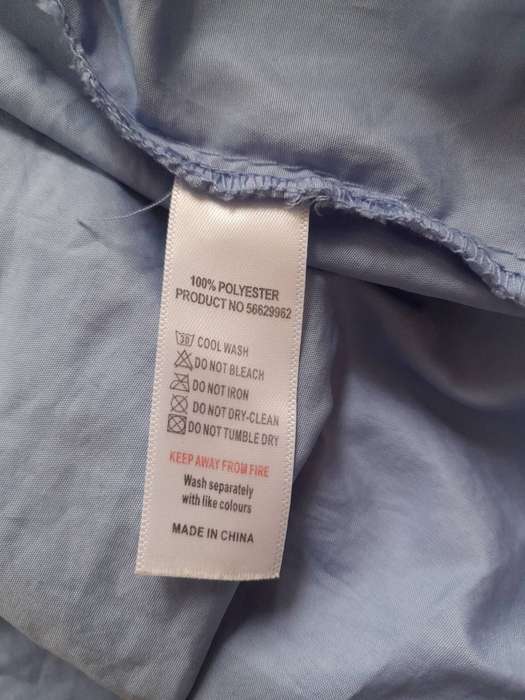 100% POLYESTER
PRODUCT NO 56629962
30° COOL WASH
DO NOT BLEACH
DO NOT IRON
DO NOT DRY-CLEAN
DO NOT TUMBLE DRY
KEEP AWAY FROM FIRE
Wash separately
with like colours
MADE IN CHINA